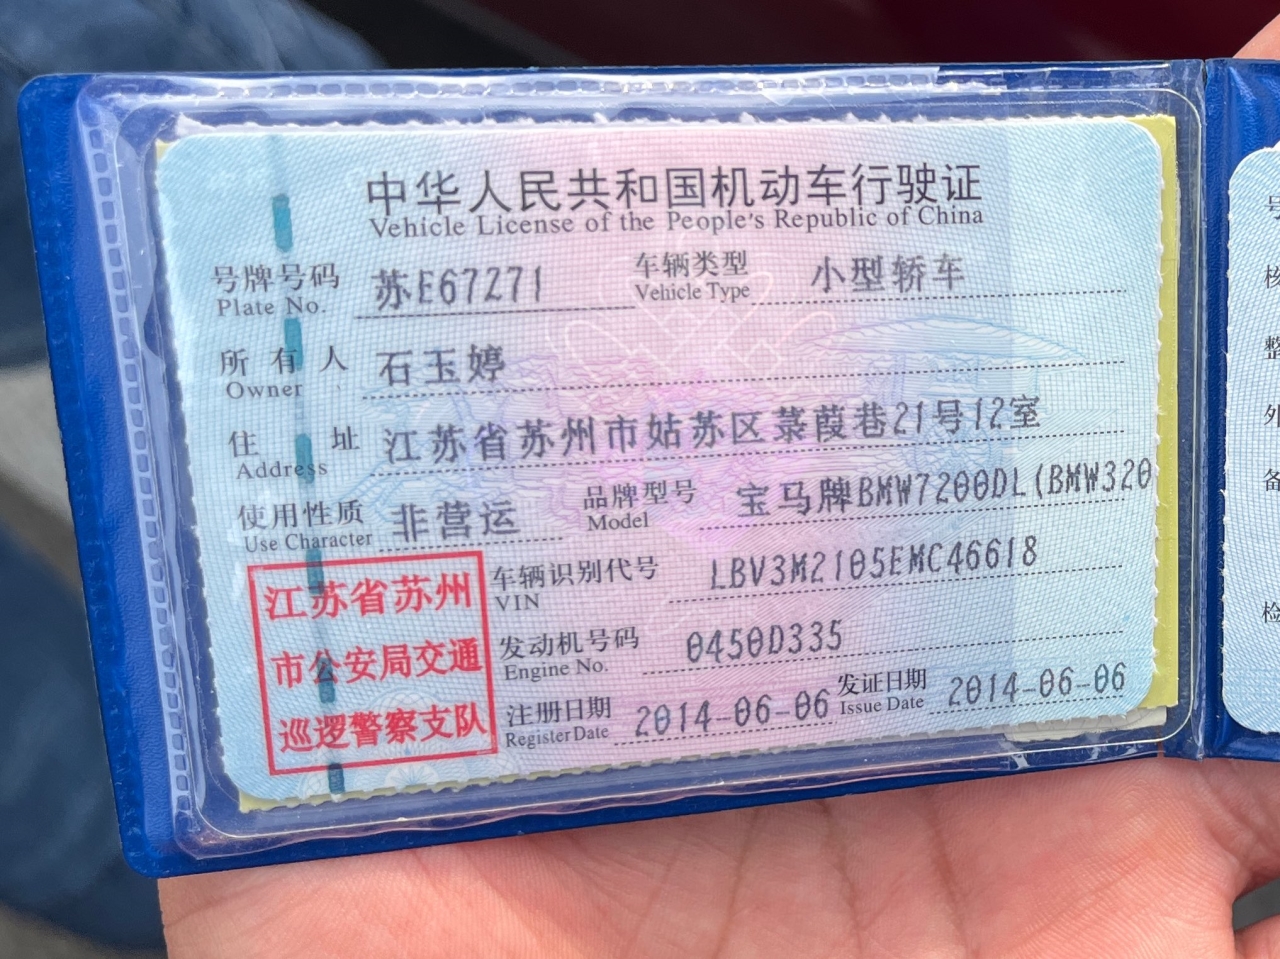 中华人民共和国机动车行驶证
Vehicle License of the People's Republic of China
号牌号码 苏E67271 车辆类型 小型轿车
Plate No. Vehicle Type
所有人 石玉婷
Owner
住址 江苏省苏州市姑苏区菉葭巷21号12室
Address
使用性质 非营运 品牌型号 宝马牌BMW7200DL(BMW320
Use Character Model
江苏省苏州
市公安局交通
巡逻警察支队
车辆识别代号 LBV3M2105EMC46618
VIN
发动机号码 0450D335
Engine No.
注册日期 2014-06-06 发证日期 2014-06-06
Register Date Issue Date
号
核
整
外
备
检